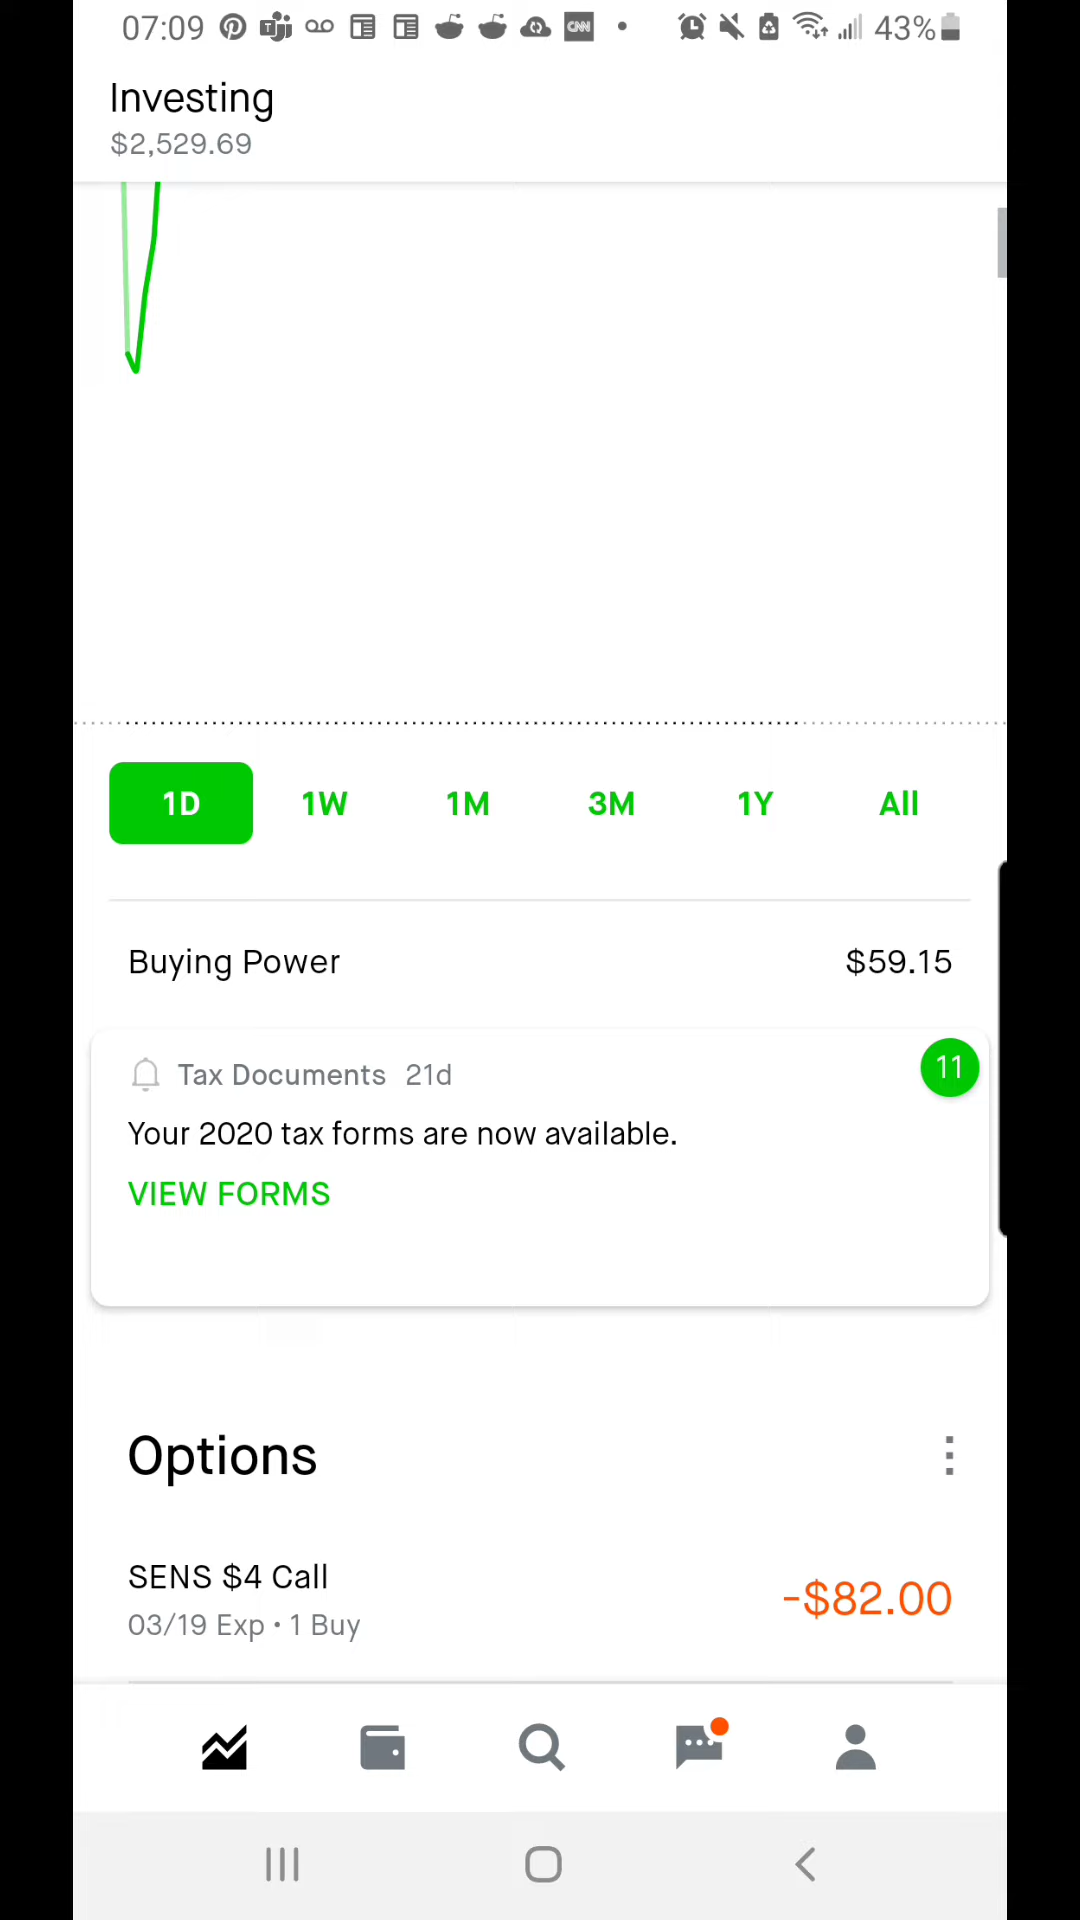 07:09
CNN
43%
Investing
$2,529.69
1D 1W 1M 3M 1Y All
Buying Power $59.15
Tax Documents 21d 11
Your 2020 tax forms are now available.
VIEW FORMS
Options
SENS $4 Call
-$82.00
03/19 Exp • 1 Buy